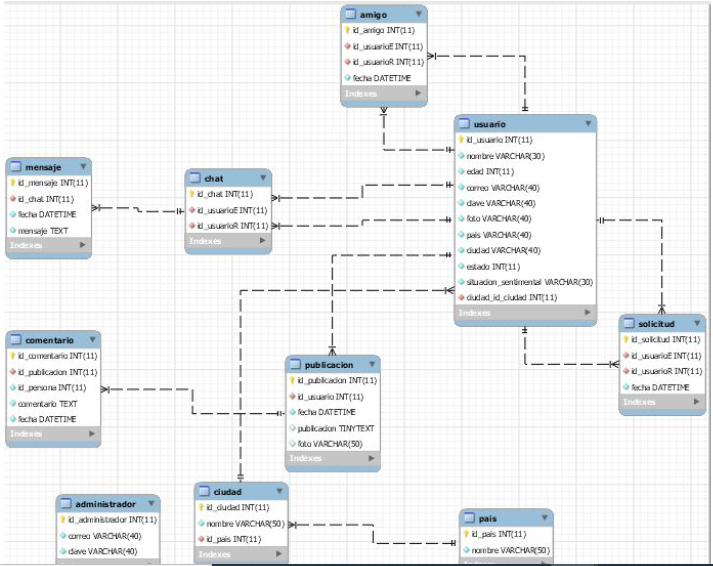 amigo
id_amigo INT(11)
id_usuarioE INT(11)
id_usuarioR INT(11)
fecha DATETIME
Indexes
usuario
id_usuario INT(11)
nombre VARCHAR(30)
edad INT(11)
correo VARCHAR(40)
clave VARCHAR(40)
foto VARCHAR(40)
pais VARCHAR(40)
ciudad VARCHAR(40)
estado INT(11)
situacion_sentimental VARCHAR(30)
ciudad_id_ciudad INT(11)
Indexes
mensaje
id_mensaje INT(11)
id_chat INT(11)
fecha DATETIME
mensaje TEXT
Indexes
chat
id_chat INT(11)
id_usuarioE INT(11)
id_usuarioR INT(11)
Indexes
solicitud
id_solicitud INT(11)
id_usuarioE INT(11)
id_usuarioR INT(11)
fecha DATETIME
Indexes
comentario
id_comentario INT(11)
id_publicacion INT(11)
id_persona INT(11)
comentario TEXT
fecha DATETIME
Indexes
publicacion
id_publicacion INT(11)
id_usuario INT(11)
fecha DATETIME
publicacion TINYTEXT
foto VARCHAR(50)
Indexes
administrador
id_administrador INT(11)
correo VARCHAR(40)
clave VARCHAR(40)
ciudad
id_ciudad INT(11)
nombre VARCHAR(50)
id_pais INT(11)
Indexes
pais
id_pais INT(11)
nombre VARCHAR(50)